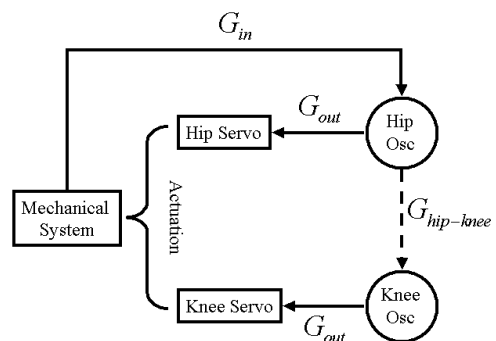 G_in
G_out
Hip Servo
Hip
Osc
Actuation
Mechanical
System
G_hip-knee
Knee Servo
Knee
Osc
G_out